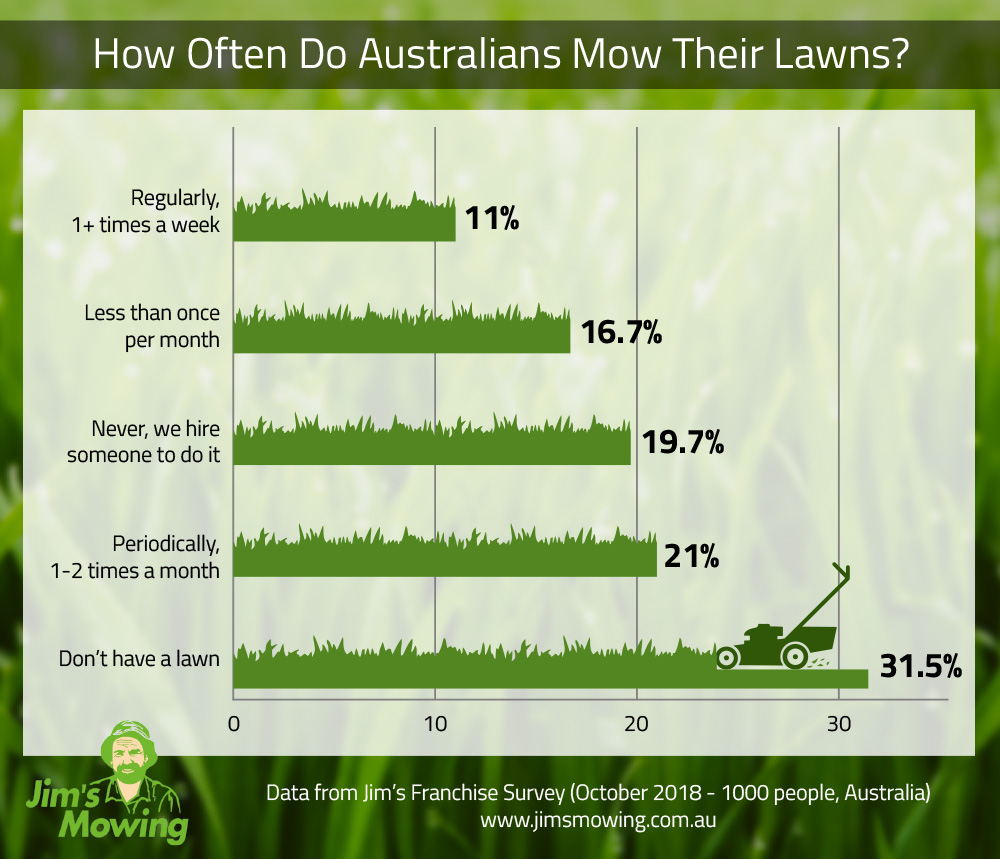 How Often Do Australians Mow Their Lawns?
Regularly,
1+ times a week
11%
Less than once
per month
16.7%
Never, we hire
someone to do it
19.7%
Periodically,
1-2 times a month
21%
Don't have a lawn
31.5%
0 10 20 30
Jim's
Mowing
Data from Jim's Franchise Survey (October 2018 - 1000 people, Australia)
www.jimsmowing.com.au